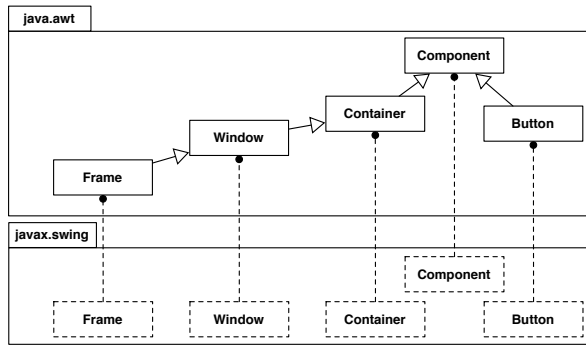 java.awt
Component
Container
Button
Window
Frame
javax.swing
Component
Frame
Window
Container
Button